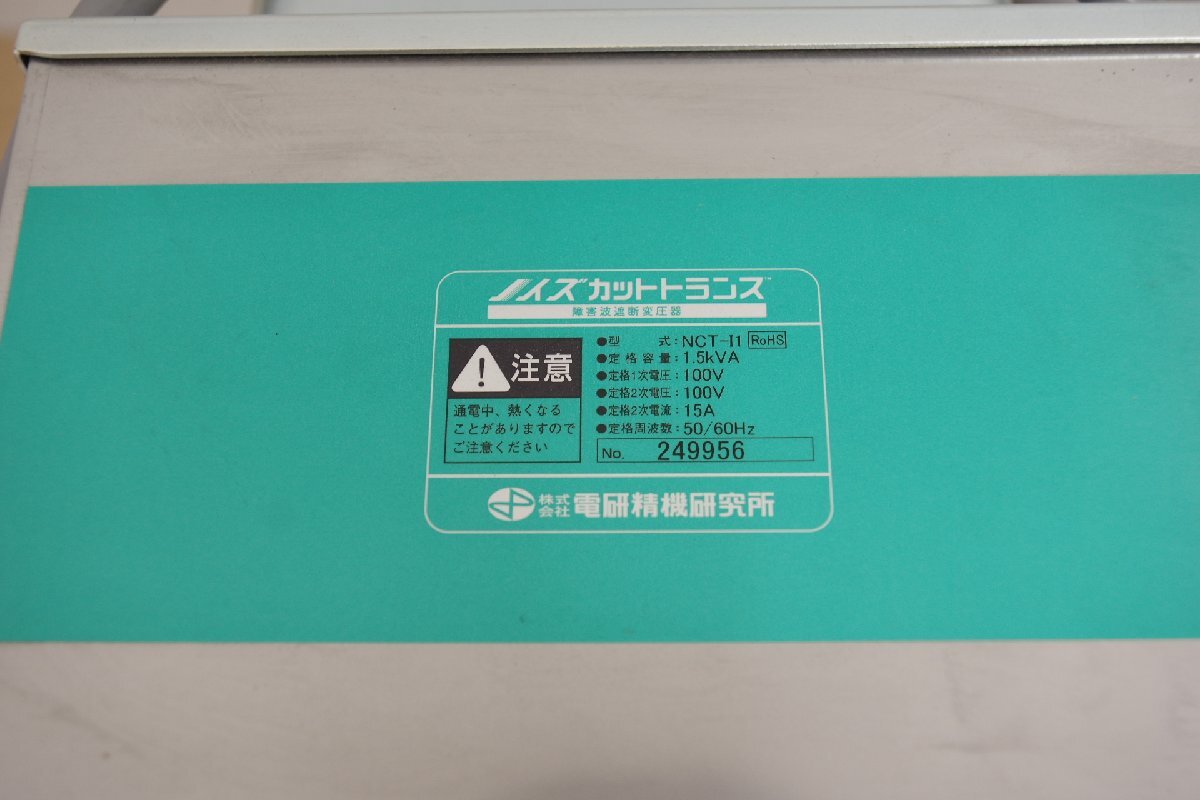 ノイズカットトランス™
障害波遮断変圧器
注意
通電中、熱くなる
ことがありますので
ご注意ください
●型式：NCT-I1 RoHS
●定格容量：1.5kVA
●定格1次電圧：100V
●定格2次電圧：100V
●定格2次電流：15A
●定格周波数：50/60Hz
No. 249956
株式会社 電研精機研究所